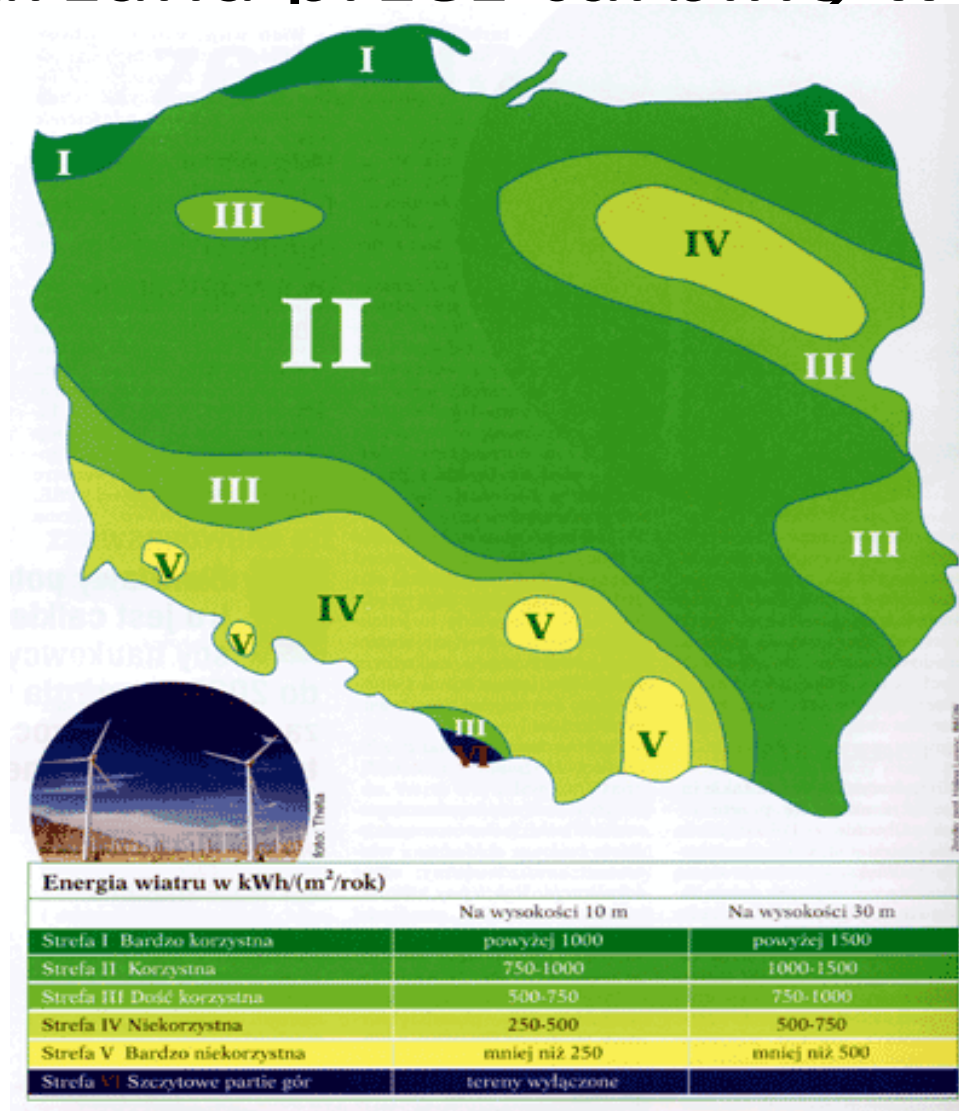 I
I
I
III
IV
II
III
III
III
V
IV
V
V
V
III
VI
foto: Theta
Energia wiatru w kWh/(m²/rok)
Na wysokości 10 m Na wysokości 30 m
Strefa I Bardzo korzystna powyżej 1000 powyżej 1500
Strefa II Korzystna 750-1000 1000-1500
Strefa III Dość korzystna 500-750 750-1000
Strefa IV Niekorzystna 250-500 500-750
Strefa V Bardzo niekorzystna mniej niż 250 mniej niż 500
Strefa VI Szczytowe partie gór tereny wyłączone